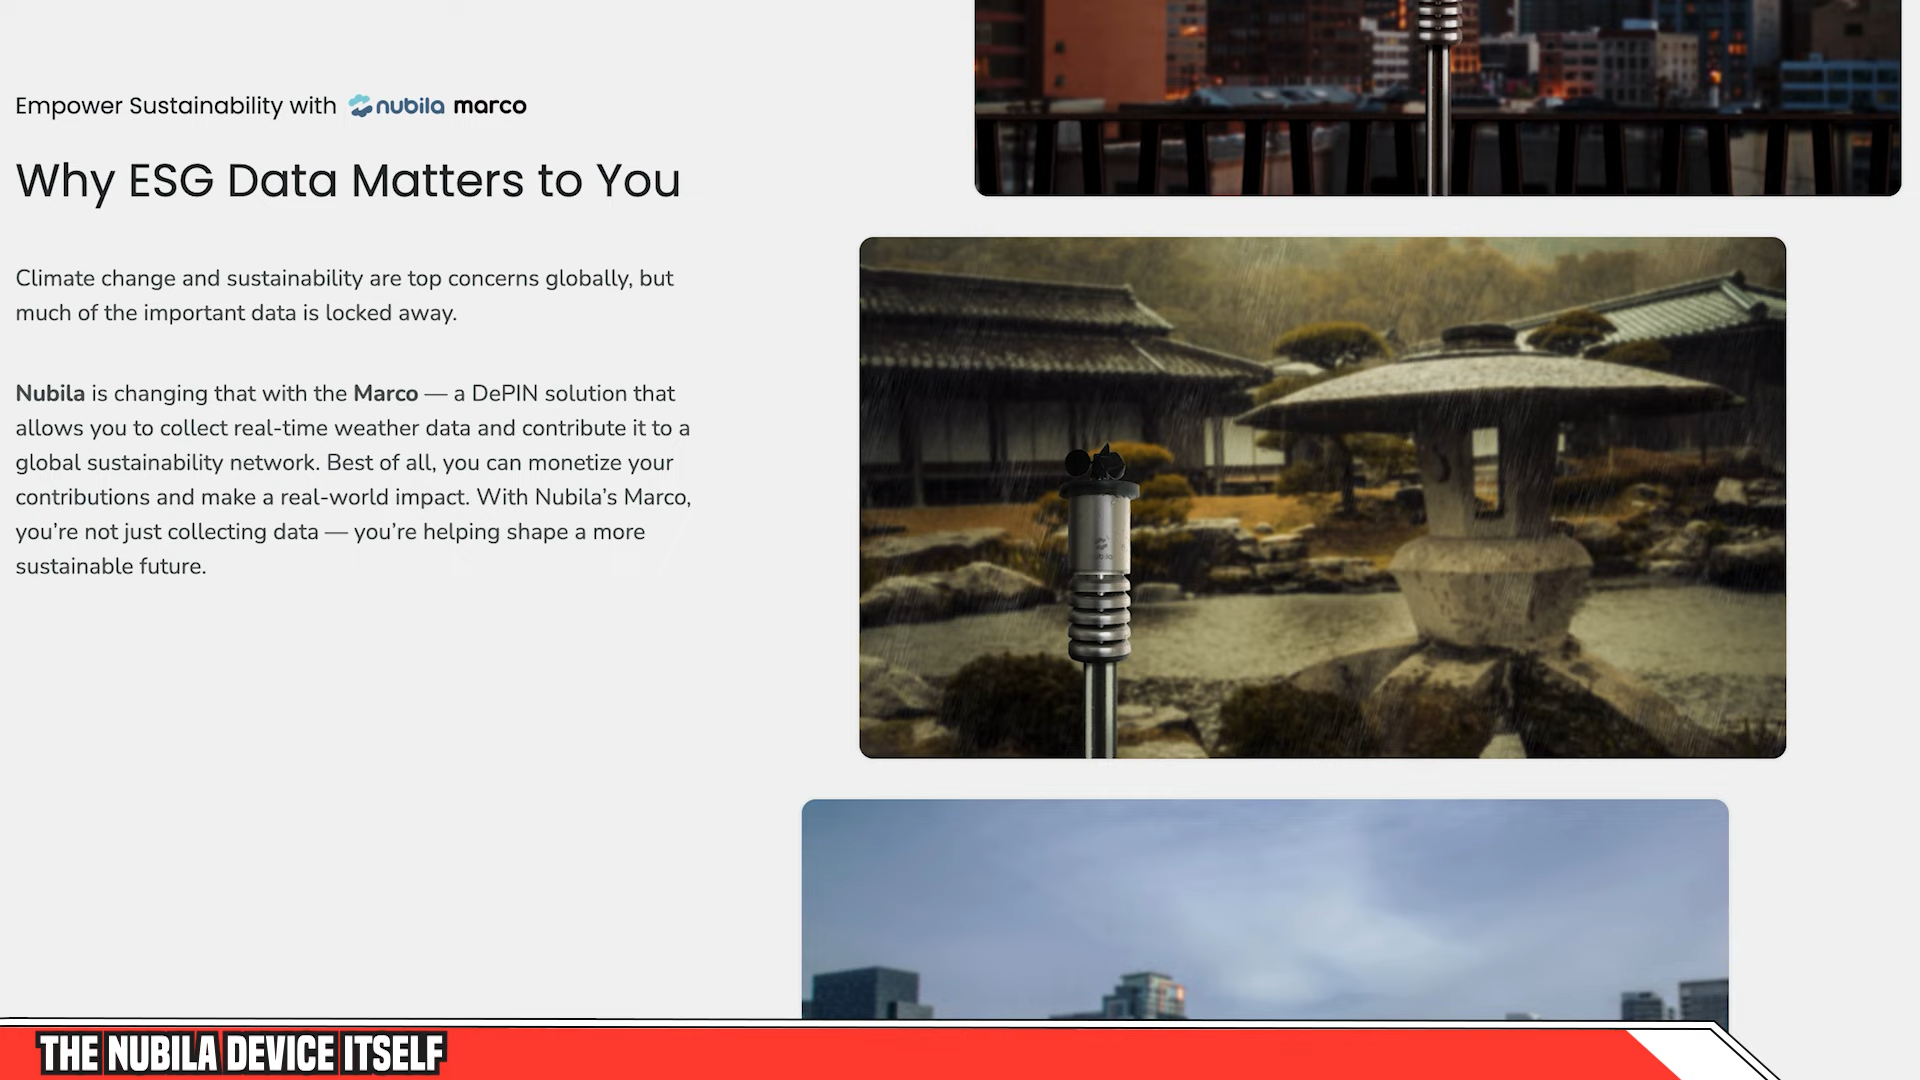 Empower Sustainability with nubila marco
Why ESG Data Matters to You
Climate change and sustainability are top concerns globally, but
much of the important data is locked away.
Nubila is changing that with the Marco — a DePIN solution that
allows you to collect real-time weather data and contribute it to a
global sustainability network. Best of all, you can monetize your
contributions and make a real-world impact. With Nubila’s Marco,
you’re not just collecting data — you’re helping shape a more
sustainable future.
nubila
THE NUBILA DEVICE ITSELF